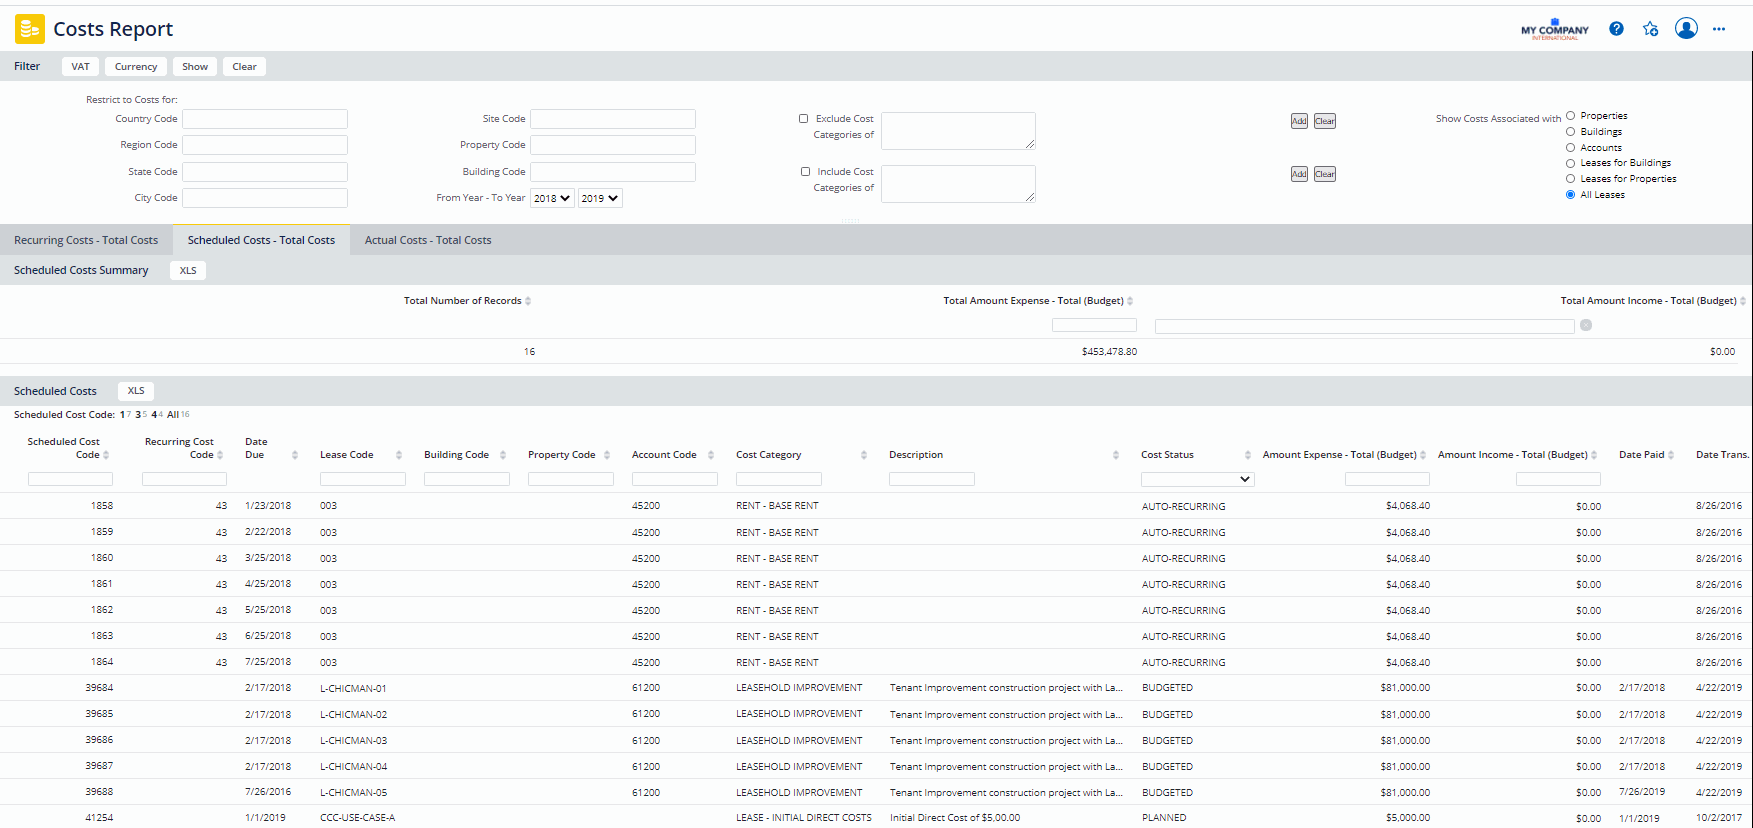 Costs Report
MY COMPANY
INTERNATIONAL
Filter VAT Currency Show Clear
Restrict to Costs for:
Country Code Site Code Exclude Cost Categories of Add Clear Show Costs Associated with Properties
Buildings
Region Code Property Code Accounts
State Code Building Code Include Cost Categories of Add Clear Leases for Buildings
Leases for Properties
City Code From Year - To Year 2018 2019 All Leases
Recurring Costs - Total Costs Scheduled Costs - Total Costs Actual Costs - Total Costs
Scheduled Costs Summary XLS
Total Number of Records Total Amount Expense - Total (Budget) Total Amount Income - Total (Budget)
16 $453,478.80 $0.00
Scheduled Costs XLS
Scheduled Cost Code: 1 7 3 5 4 4 All 16
Scheduled Cost Code Recurring Cost Code Date Due Lease Code Building Code Property Code Account Code Cost Category Description Cost Status Amount Expense - Total (Budget) Amount Income - Total (Budget) Date Paid Date Trans.
1858 43 1/23/2018 003 45200 RENT - BASE RENT AUTO-RECURRING $4,068.40 $0.00 8/26/2016
1859 43 2/22/2018 003 45200 RENT - BASE RENT AUTO-RECURRING $4,068.40 $0.00 8/26/2016
1860 43 3/25/2018 003 45200 RENT - BASE RENT AUTO-RECURRING $4,068.40 $0.00 8/26/2016
1861 43 4/25/2018 003 45200 RENT - BASE RENT AUTO-RECURRING $4,068.40 $0.00 8/26/2016
1862 43 5/25/2018 003 45200 RENT - BASE RENT AUTO-RECURRING $4,068.40 $0.00 8/26/2016
1863 43 6/25/2018 003 45200 RENT - BASE RENT AUTO-RECURRING $4,068.40 $0.00 8/26/2016
1864 43 7/25/2018 003 45200 RENT - BASE RENT AUTO-RECURRING $4,068.40 $0.00 8/26/2016
39684 2/17/2018 L-CHICMAN-01 61200 LEASEHOLD IMPROVEMENT Tenant Improvement construction project with La... BUDGETED $81,000.00 $0.00 2/17/2018 4/22/2019
39685 2/17/2018 L-CHICMAN-02 61200 LEASEHOLD IMPROVEMENT Tenant Improvement construction project with La... BUDGETED $81,000.00 $0.00 2/17/2018 4/22/2019
39686 2/17/2018 L-CHICMAN-03 61200 LEASEHOLD IMPROVEMENT Tenant Improvement construction project with La... BUDGETED $81,000.00 $0.00 2/17/2018 4/22/2019
39687 2/17/2018 L-CHICMAN-04 61200 LEASEHOLD IMPROVEMENT Tenant Improvement construction project with La... BUDGETED $81,000.00 $0.00 2/17/2018 4/22/2019
39688 7/26/2016 L-CHICMAN-05 61200 LEASEHOLD IMPROVEMENT Tenant Improvement construction project with La... BUDGETED $81,000.00 $0.00 7/26/2019 4/22/2019
41254 1/1/2019 CCC-USE-CASE-A LEASE - INITIAL DIRECT COSTS Initial Direct Cost of $5,00.00 PLANNED $5,000.00 $0.00 1/1/2019 10/2/2017